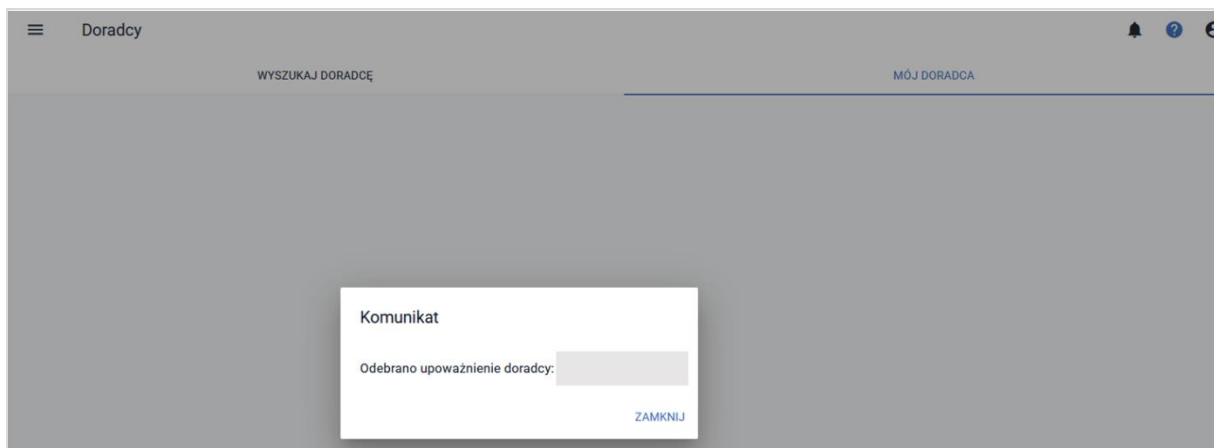 Doradcy
WYSZUKAJ DORADCĘ
MÓJ DORADCA
Komunikat
Odebrano upoważnienie doradcy:
ZAMKNIJ